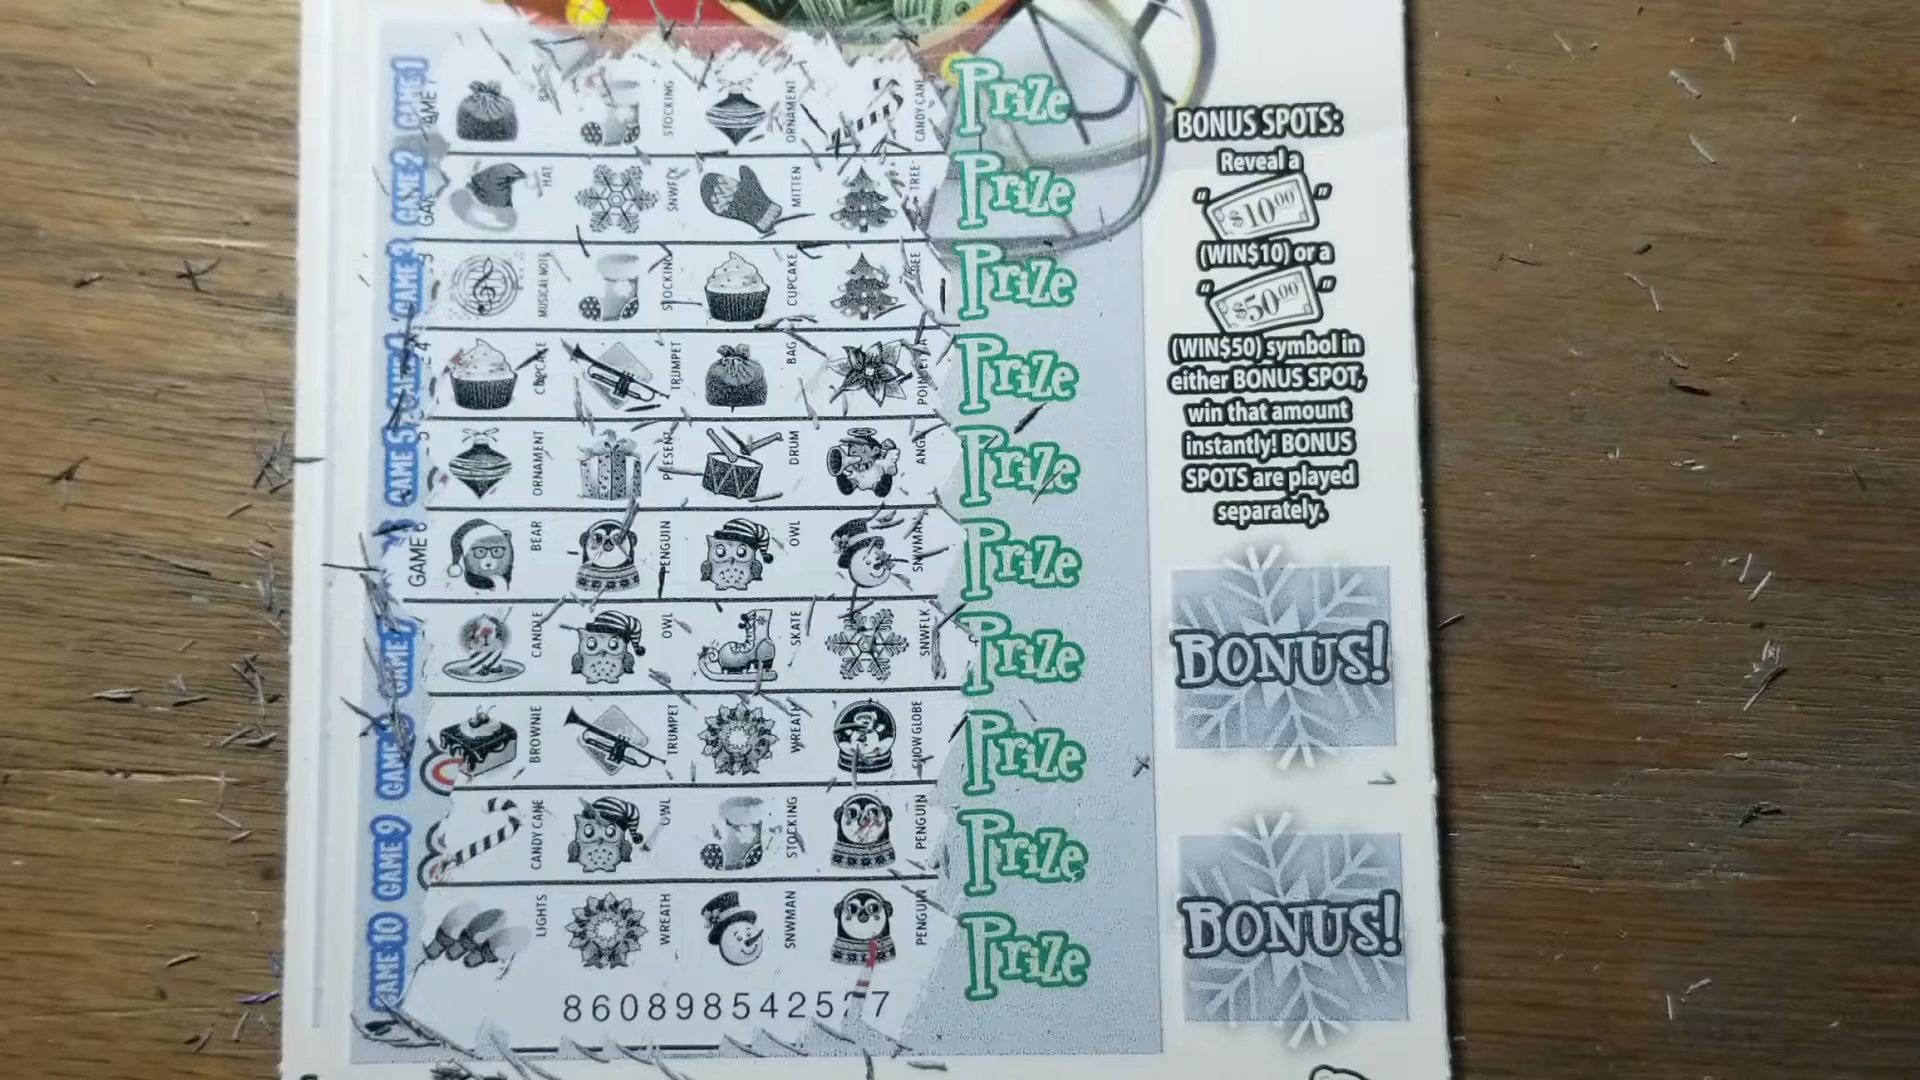 GAME 1
BAG
STOCKING
ORNAMENT
CANDY CANE
Prize
GAME 2
HAT
SNWFLK
MITTEN
TREE
Prize
GAME 3
MUSICAL NOTE
STOCKING
CUPCAKE
TREE
Prize
GAME 4
CUPCAKE
TRUMPET
BAG
Prize
GAME 5
ORNAMENT
PRESENT
DRUM
ANGEL
Prize
GAME 6
BEAR
PENGUIN
OWL
SNWMAN
Prize
GAME
CANDLE
OWL
SKATE
SNWFLK
Prize
GAME
BROWNIE
TRUMPET
WREATH
SNOW GLOBE
Prize
GAME 9
CANDY CANE
OWL
STOCKING
PENGUIN
Prize
GAME 10
LIGHTS
WREATH
SNWMAN
PENGUIN
Prize
BONUS SPOTS:
Reveal a
"$10.00"
(WIN$10) or a
"$50.00"
(WIN$50) symbol in
either BONUS SPOT,
win that amount
instantly! BONUS
SPOTS are played
separately.
BONUS!
1
BONUS!